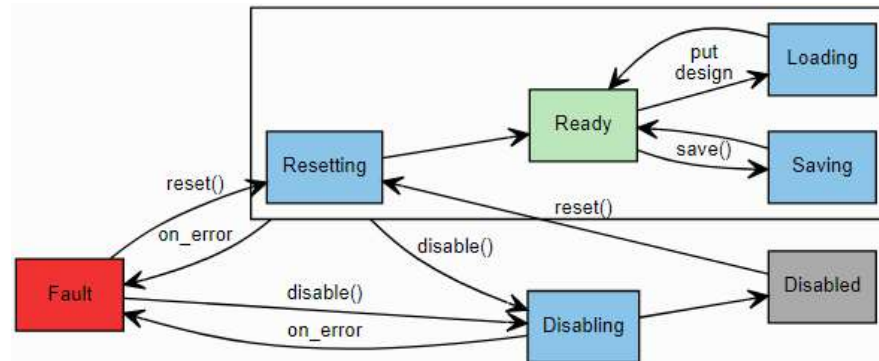 put
design
Loading
Ready
Resetting
save()
Saving
reset()
on_error
reset()
disable()
Fault
disable()
Disabled
on_error
Disabling